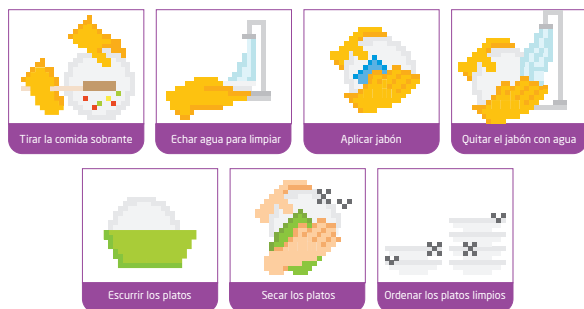 Tirar la comida sobrante
Echar agua para limpiar
Aplicar jabón
Quitar el jabón con agua
Escurrir los platos
Secar los platos
Ordenar los platos limpios